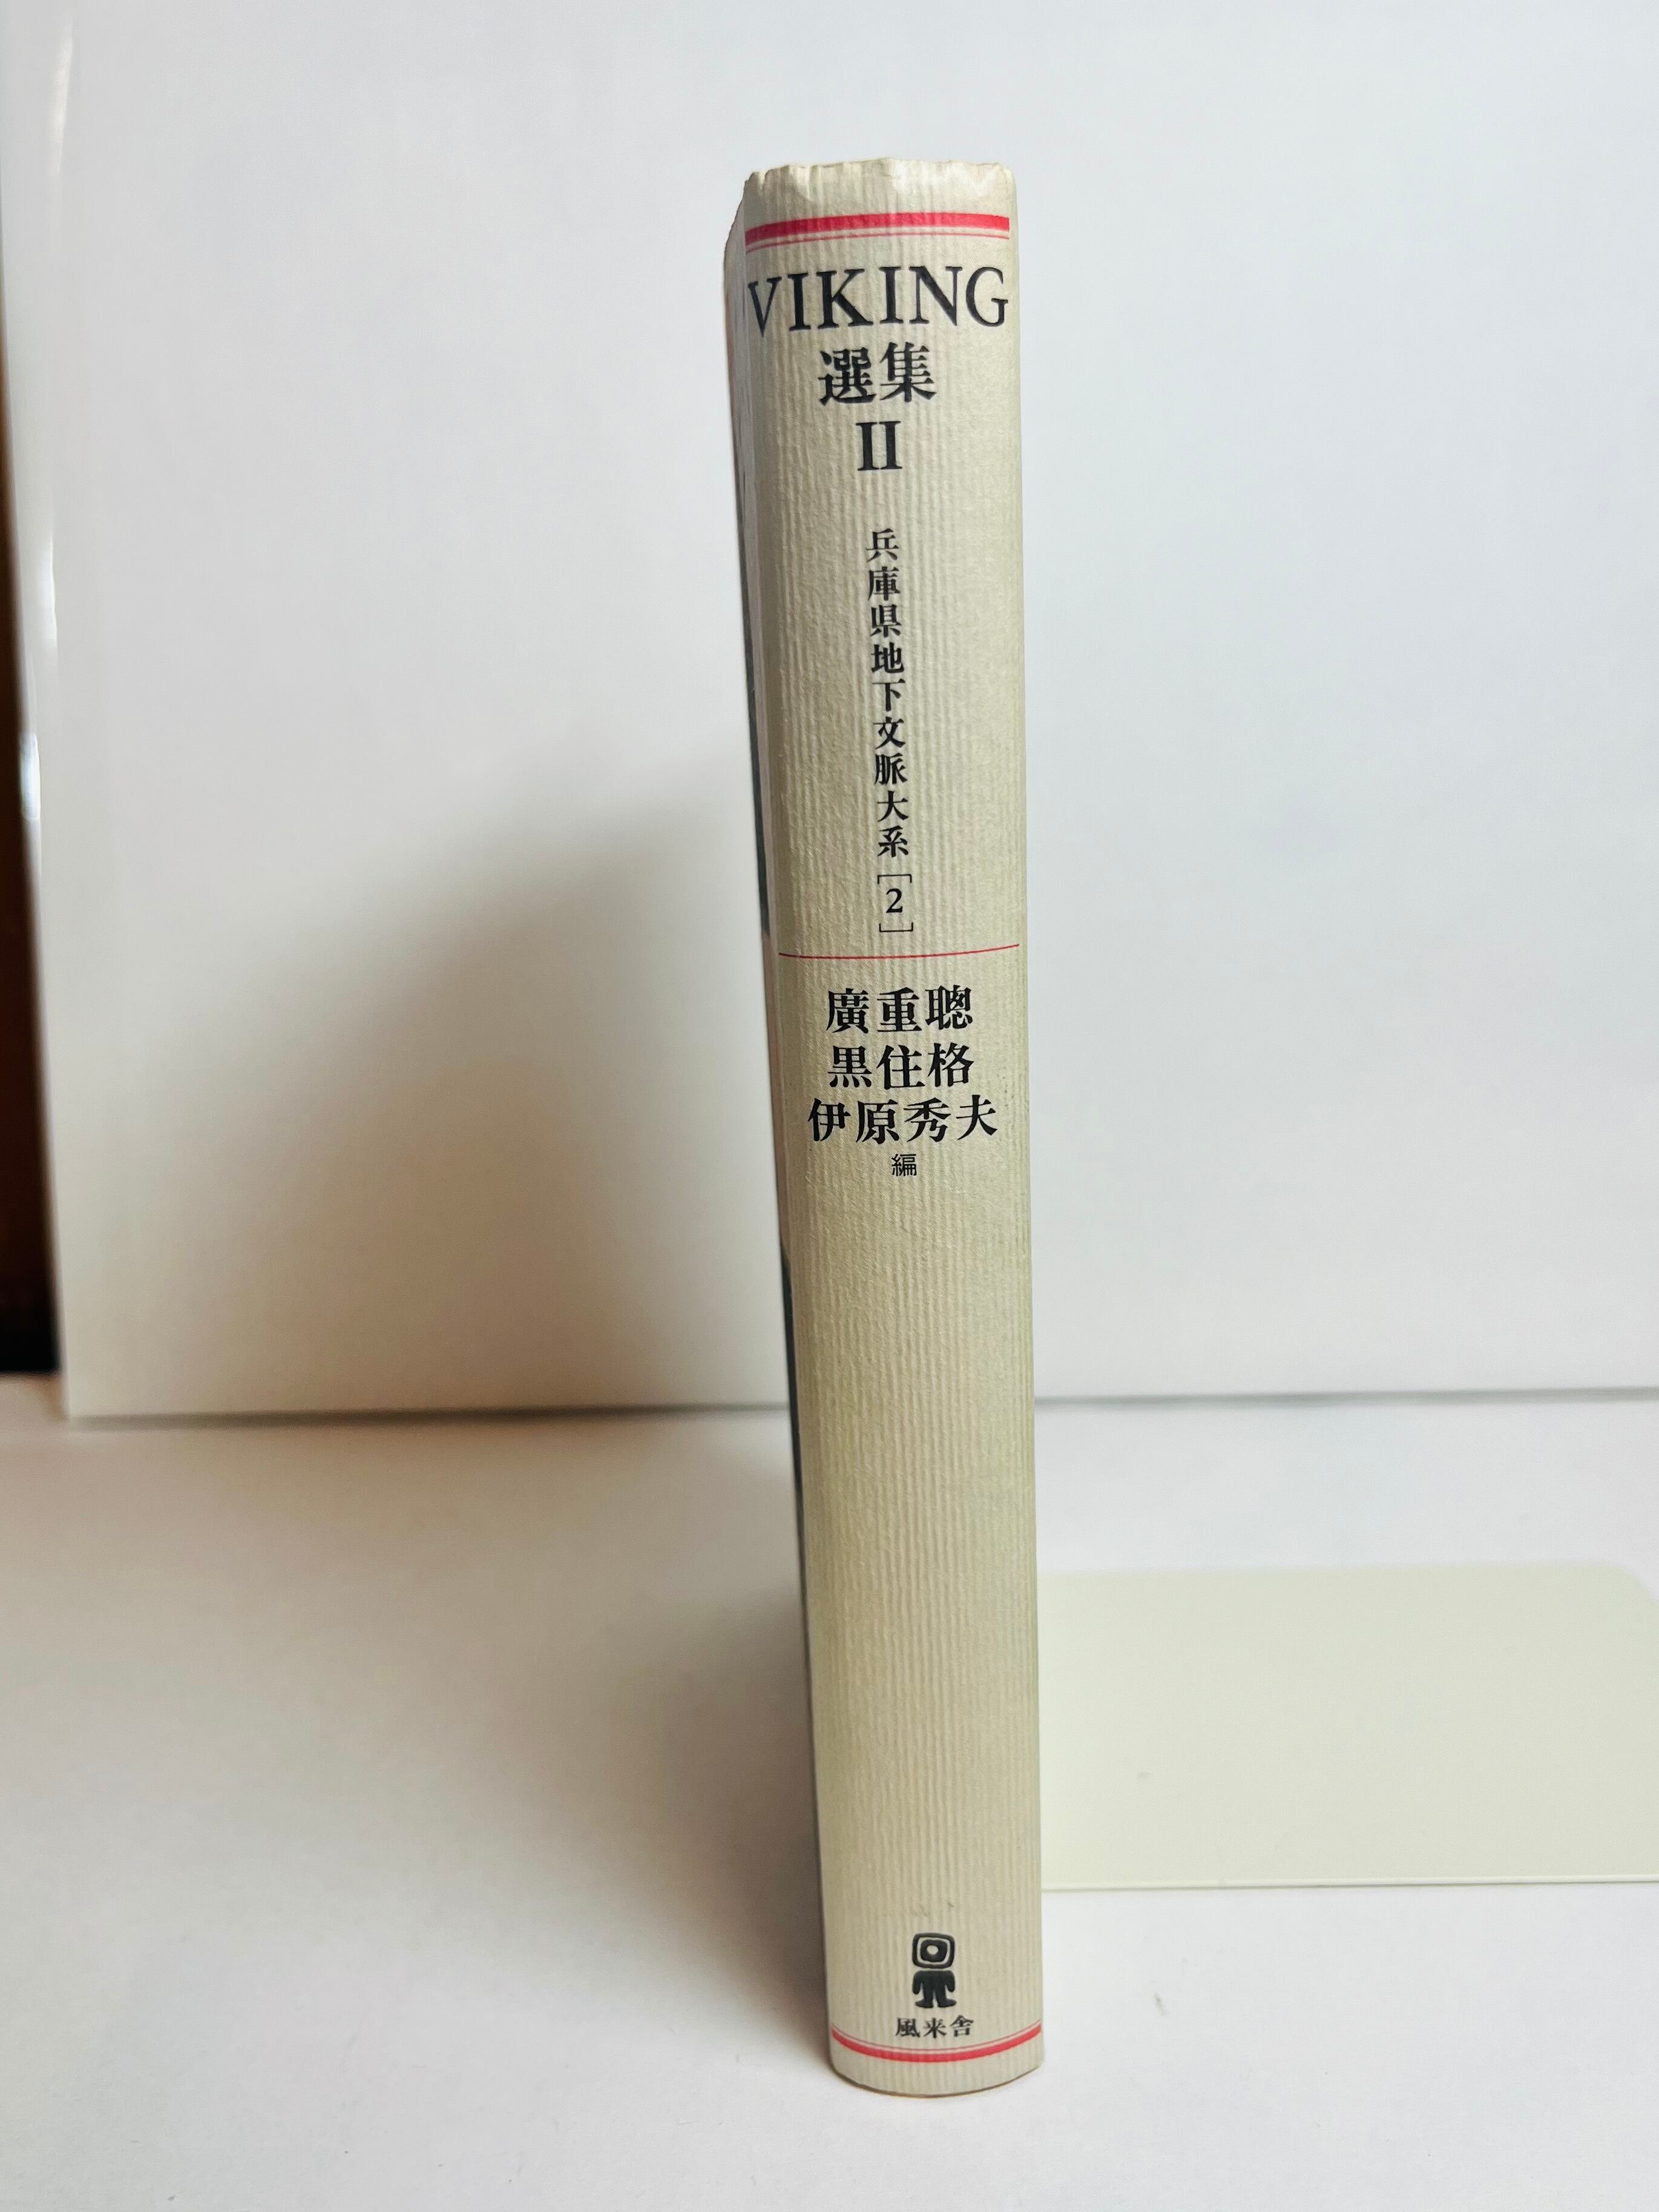 VIKING
選集
II
兵庫県地下文脈大系[2]
廣重聰
黒住格
伊原秀夫
編
風来舎